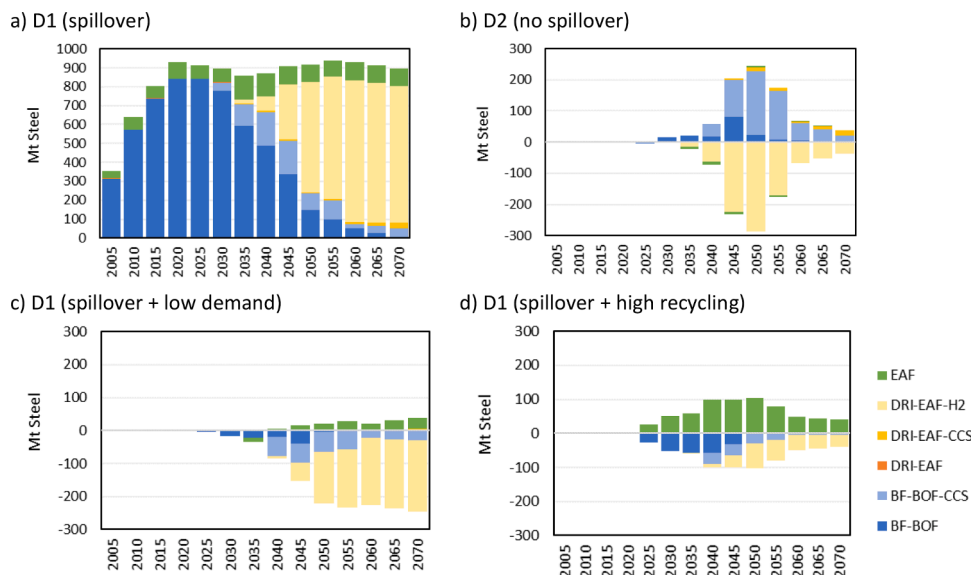 a) D1 (spillover)
Mt Steel
1000
900
800
700
600
500
400
300
200
100
0
2005 2010 2015 2020 2025 2030 2035 2040 2045 2050 2055 2060 2065 2070
b) D2 (no spillover)
Mt Steel
300
200
100
0
-100
-200
-300
2005 2010 2015 2020 2025 2030 2035 2040 2045 2050 2055 2060 2065 2070
c) D1 (spillover + low demand)
Mt Steel
300
200
100
0
-100
-200
-300
2005 2010 2015 2020 2025 2030 2035 2040 2045 2050 2055 2060 2065 2070
d) D1 (spillover + high recycling)
Mt Steel
300
200
100
0
-100
-200
-300
2005 2010 2015 2020 2025 2030 2035 2040 2045 2050 2055 2060 2065 2070
EAF
DRI-EAF-H2
DRI-EAF-CCS
DRI-EAF
BF-BOF-CCS
BF-BOF